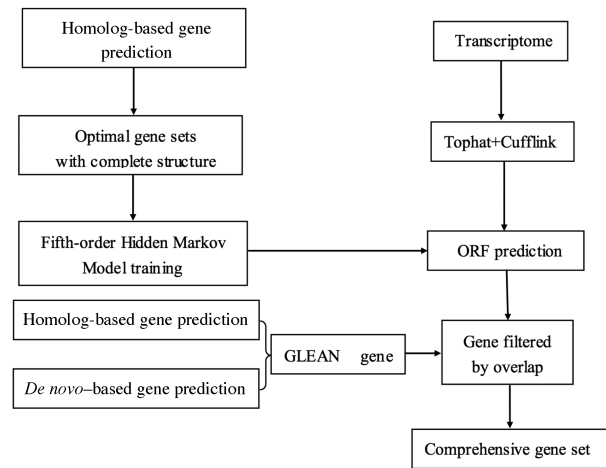 Homolog-based gene
prediction
Transcriptome
Optimal gene sets
with complete structure
Tophat+Cufflink
Fifth-order Hidden Markov
Model training
ORF prediction
Homolog-based gene prediction
GLEAN gene
De novo–based gene prediction
Gene filtered
by overlap
Comprehensive gene set